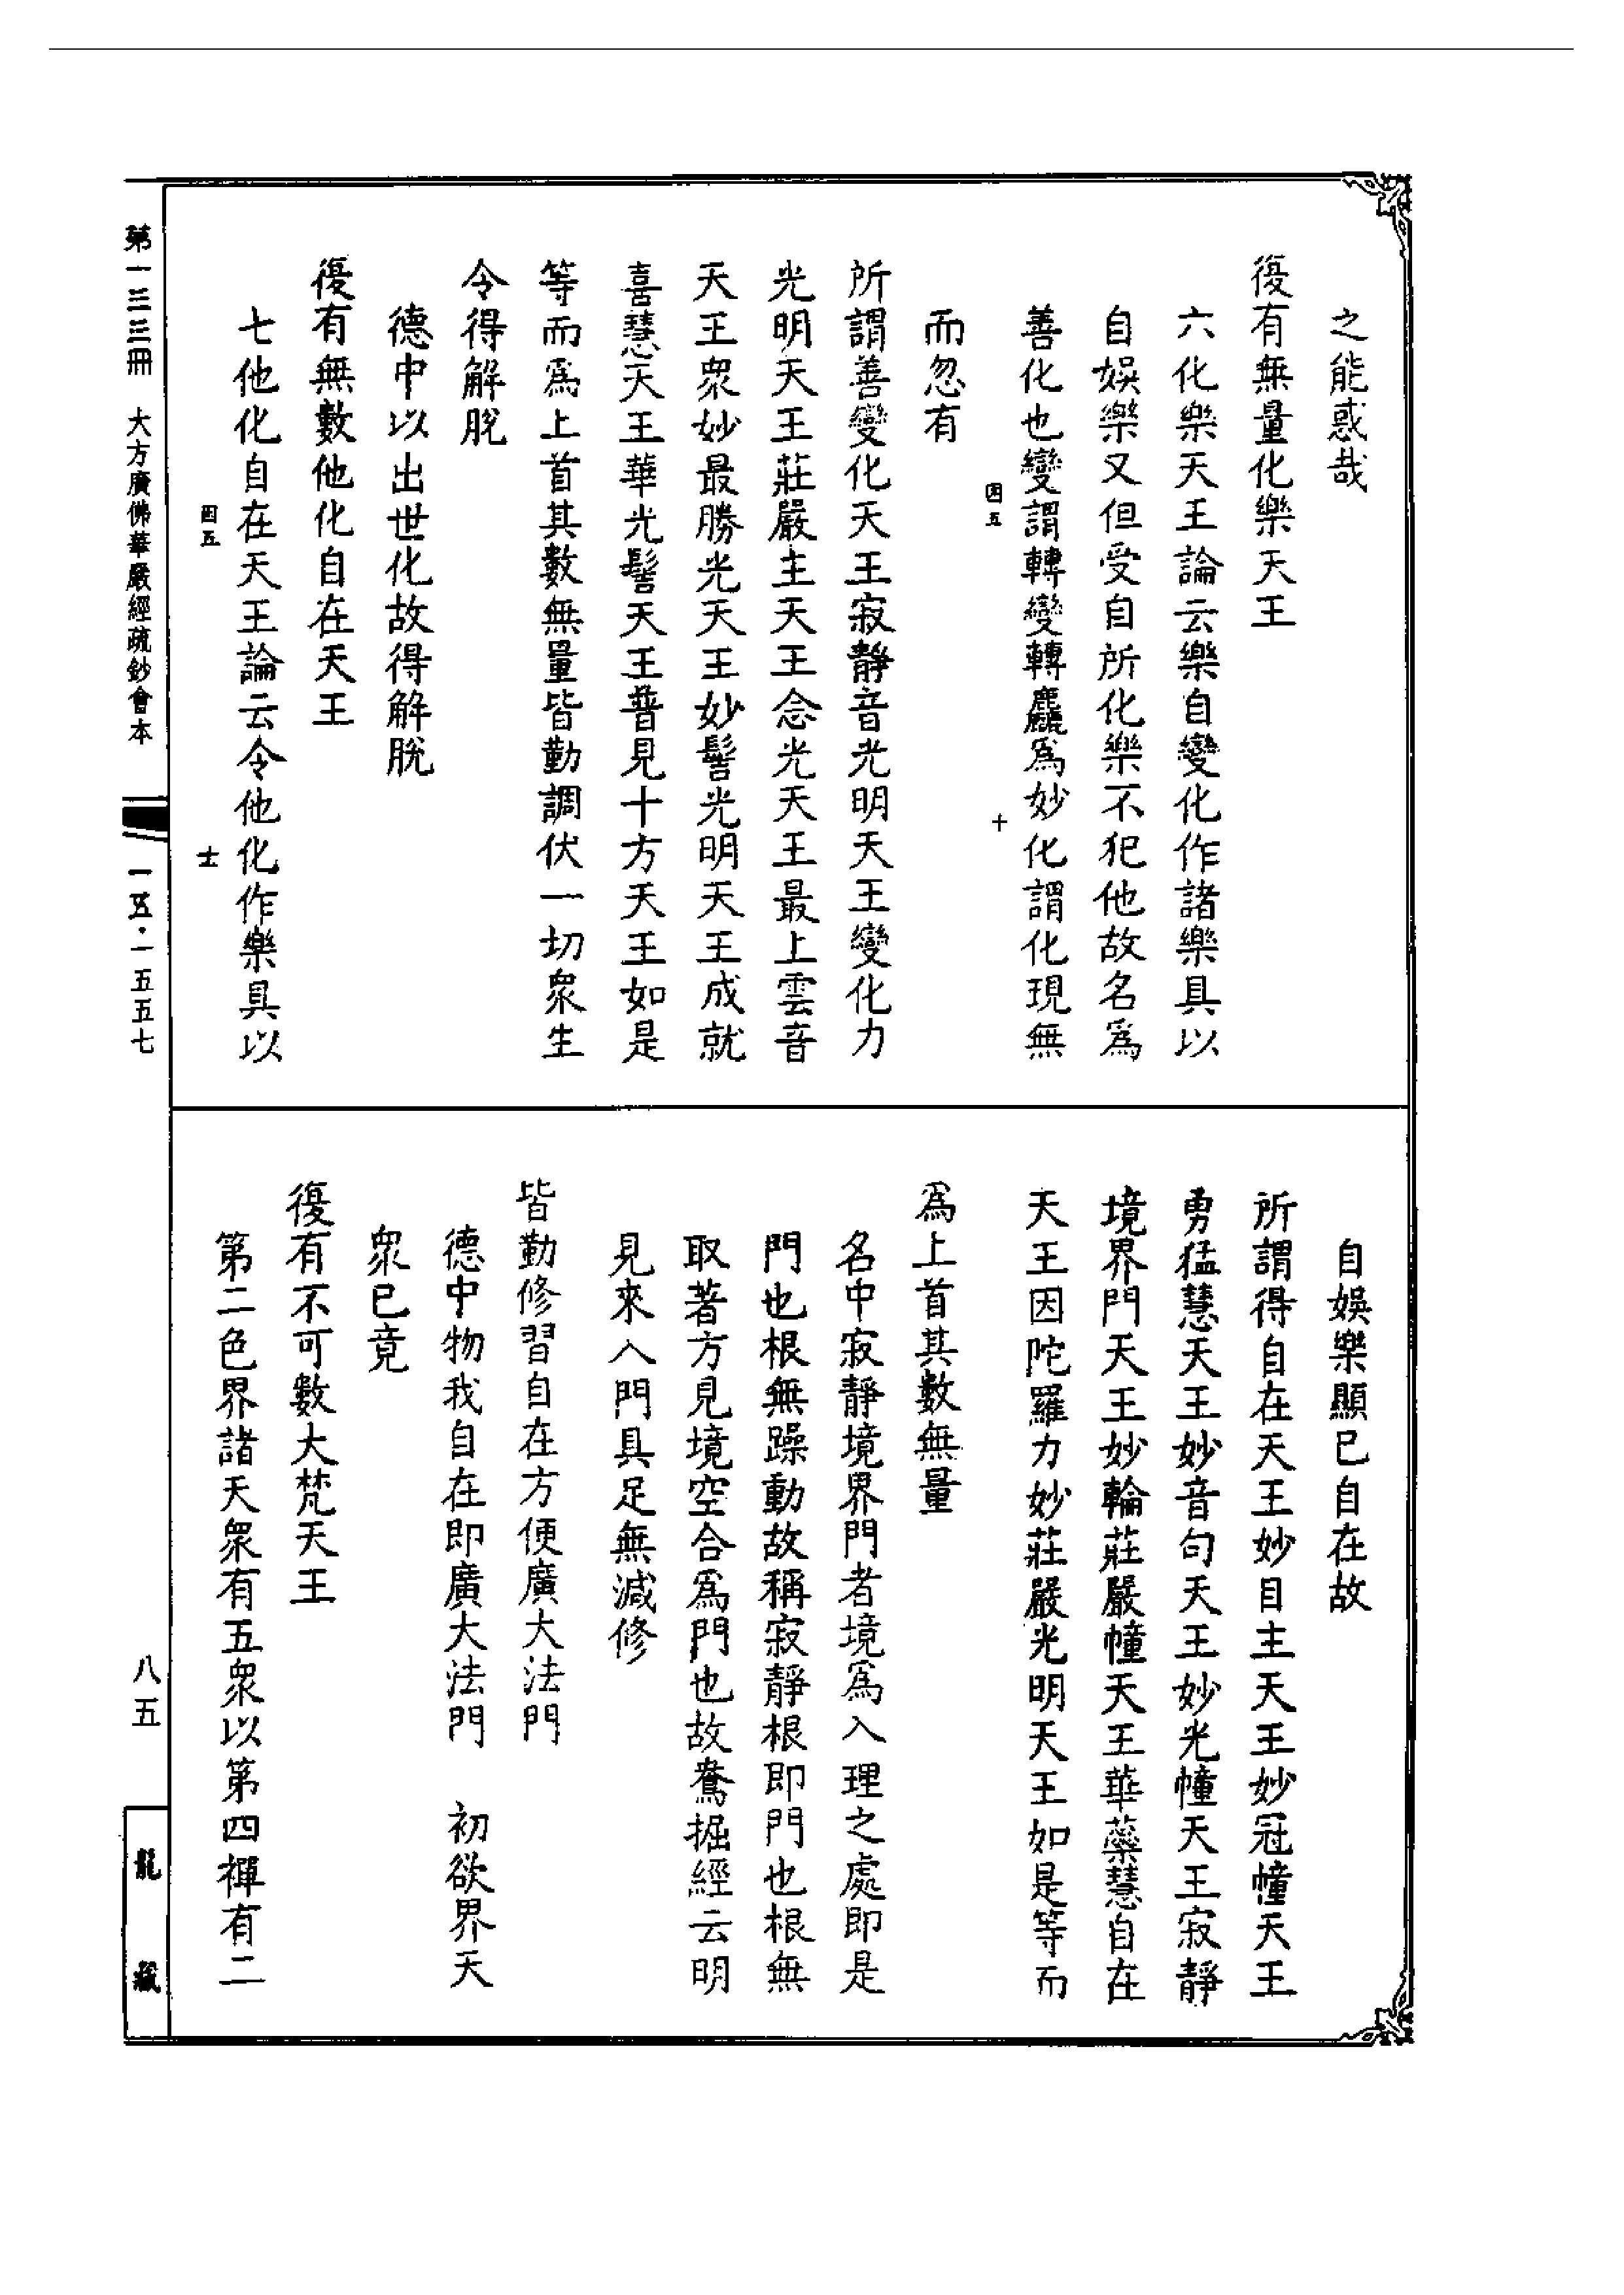 之能惑哉
復有無量化樂天王
六化樂天王論云樂自變化作諸樂具以
自娛樂又但受自所化樂不犯他故名爲
善化也變謂轉變轉麤爲妙化謂化現無
因五 十
而忽有
所謂善變化天王寂靜音光明天王變化力
光明天王莊嚴主天王念光天王最上雲音
天王衆妙最勝光天王妙髻光明天王成就
喜慧天王華光髻天王普見十方天王如是
等而爲上首其數無量皆勤調伏一切衆生
令得解脫
德中以出世化故得解脫
復有無數他化自在天王
七他化自在天王論云令他化作樂具以
因五 士
自娛樂顯已自在故
所謂得自在天王妙目主天王妙冠幢天王
勇猛慧天王妙音句天王妙光幢天王寂靜
境界門天王妙輪莊嚴幢天王華蘂慧自在
天王因陀羅力妙莊嚴光明天王如是等而
爲上首其數無量
名中寂靜境界門者境爲入理之處即是
門也根無躁動故稱寂靜根即門也根無
取著方見境空合爲門也故鴦掘經云明
見來入門具足無減修
皆勤修習自在方便廣大法門
德中物我自在即廣大法門 初欲界天
衆已竟
復有不可數大梵天王
第二色界諸天衆有五衆以第四禪有二
第一三三冊 大方廣佛華嚴經疏鈔會本 一五·一五五七
八五
龍藏